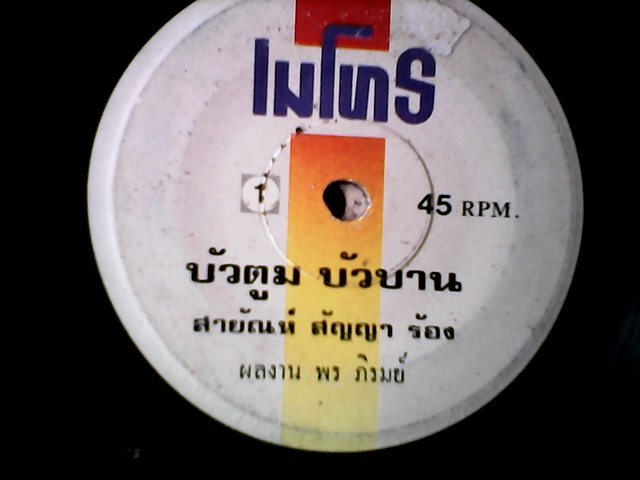 เมโทร
1
45 RPM.
บัวตูม บัวบาน
สายัณห์ สัญญา ร้อง
ผลงาน พร ภิรมย์